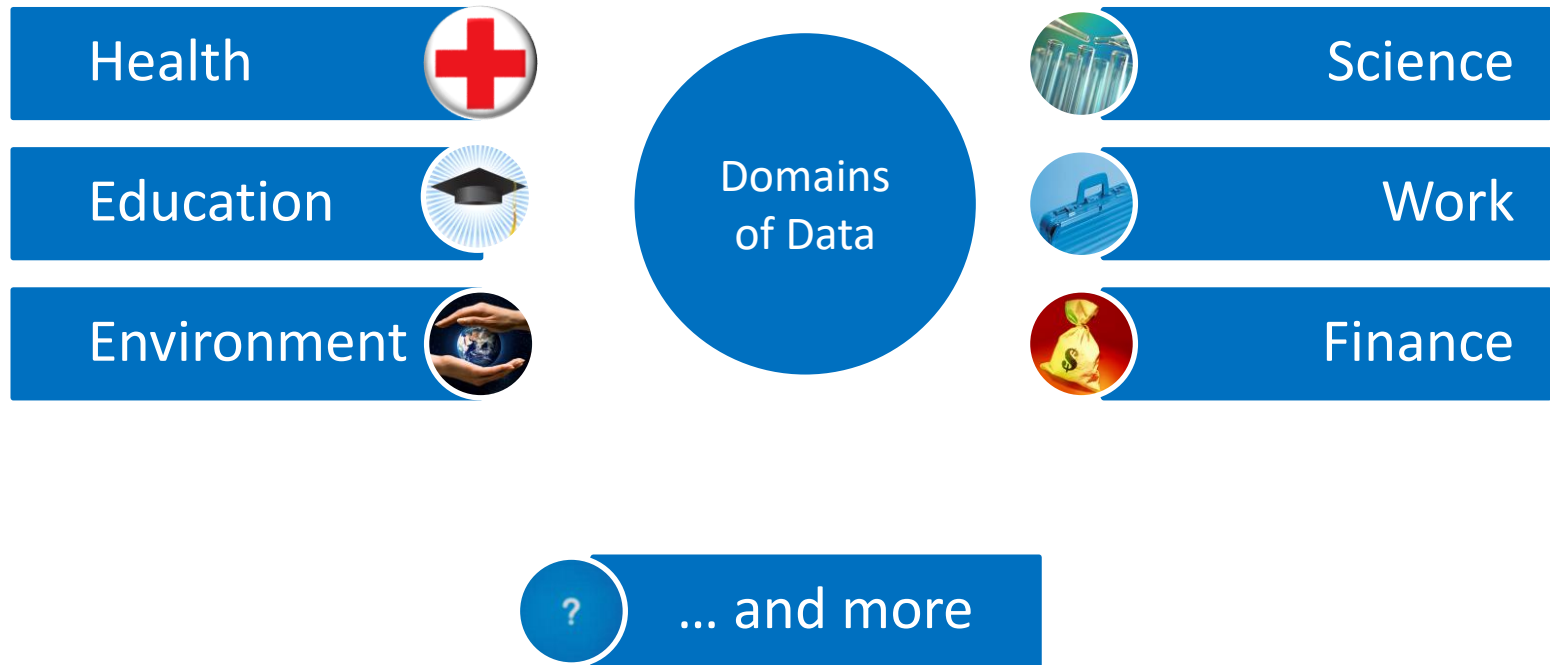 Health
Education
Environment
Domains
of Data
Science
Work
Finance
$
?
... and more